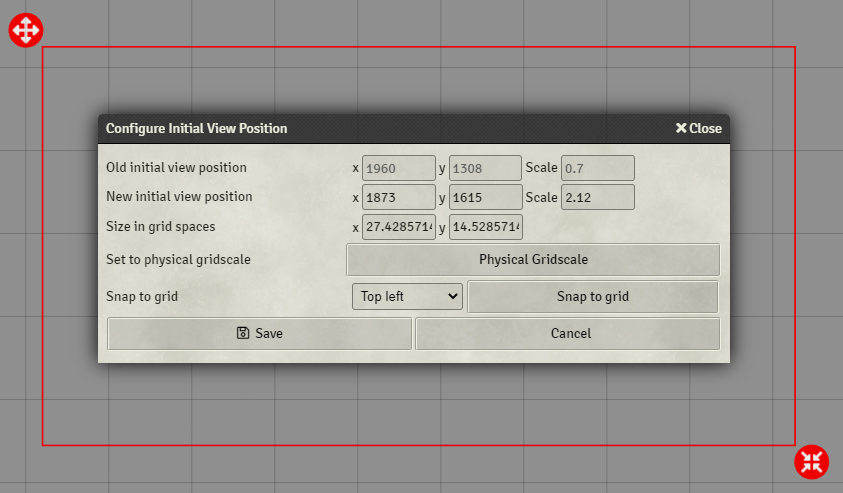 Configure Initial View Position
Close
Old initial view position x 1960 y 1308 Scale 0.7
New initial view position x 1873 y 1615 Scale 2.12
Size in grid spaces x 27.428571 y 14.528571
Set to physical gridscale Physical Gridscale
Snap to grid Top left Snap to grid
Save Cancel